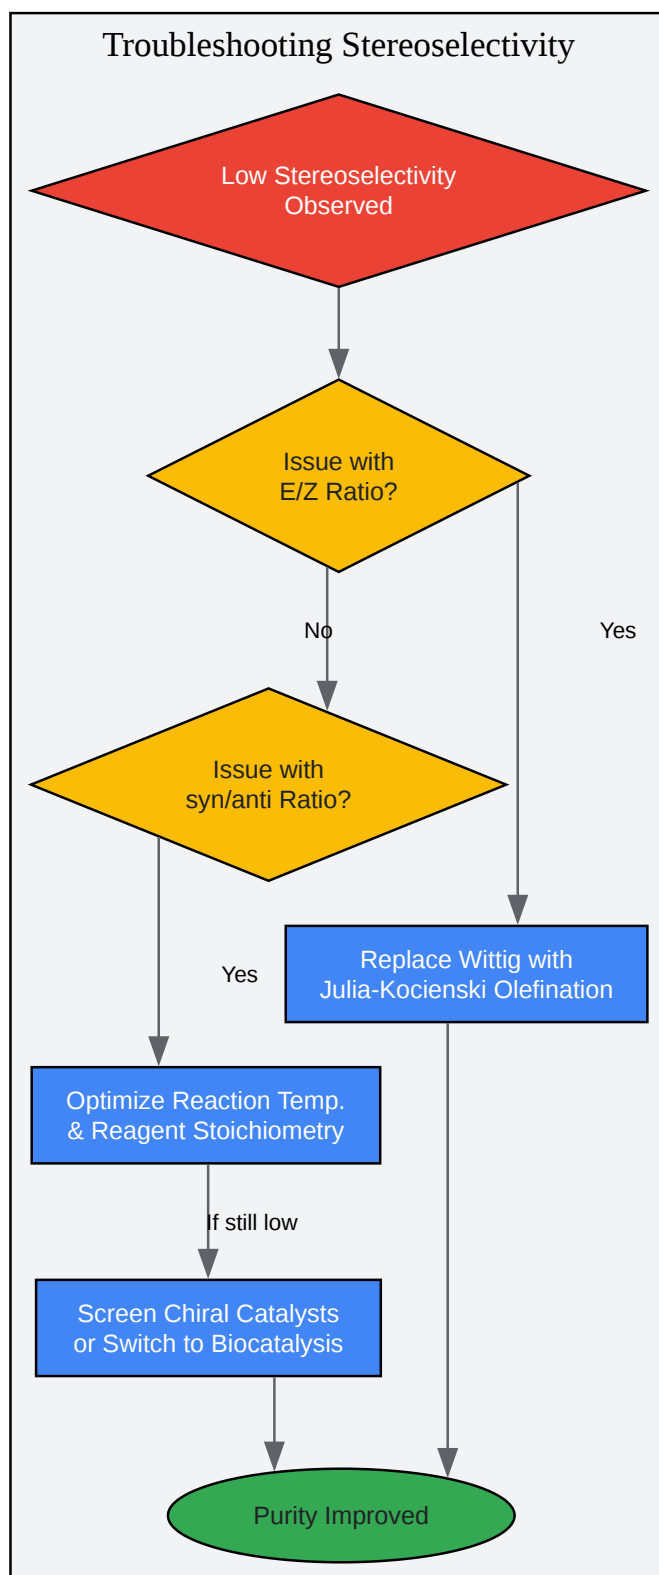 Troubleshooting Stereoselectivity
Low Stereoselectivity
Observed
Issue with
E/Z Ratio?
No
Yes
Issue with
syn/anti Ratio?
Replace Wittig with
Julia-Kocienski Olefination
Yes
Optimize Reaction Temp.
& Reagent Stoichiometry
If still low
Screen Chiral Catalysts
or Switch to Biocatalysis
Purity Improved